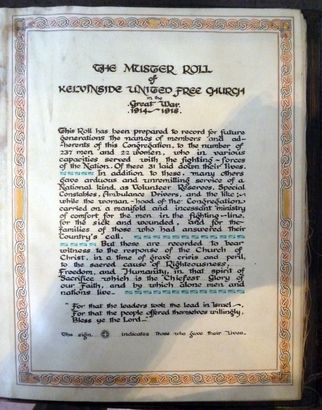 THE MUSTER ROLL
of
KELVINSIDE UNITED FREE CHURCH
in the
Great War.
1914–1918.
This Roll has been prepared to record for future
generations the names of members and ad-
herents of this Congregation, to the number of
237 men and 22 women, who in various
capacities served with the fighting-forces
of the Nation. Of these 31 laid down their lives.
In addition to these, many others
gave arduous and unremitting service of a
National kind, as Volunteer Reserves, Special
Constables, Ambulance Drivers, and the like;
while the woman-hood of the Congregation
carried on a manifold and incessant ministry
of comfort for the men in the fighting-line,
for the sick and wounded, and for the
families of those who had answered their
Country's call.
But these are recorded to bear
witness to the response of the Church of
Christ, in a time of grave crisis and peril,
to the sacred cause of Righteousness,
Freedom, and Humanity, in that spirit of
Sacrifice which is the Chiefest Glory of
our Faith, and by which alone men and
nations live.
"For that the leaders took the lead in Israel,
For that the people offered themselves willingly,
Bless ye the Lord."
The sign indicates those who gave their Lives.